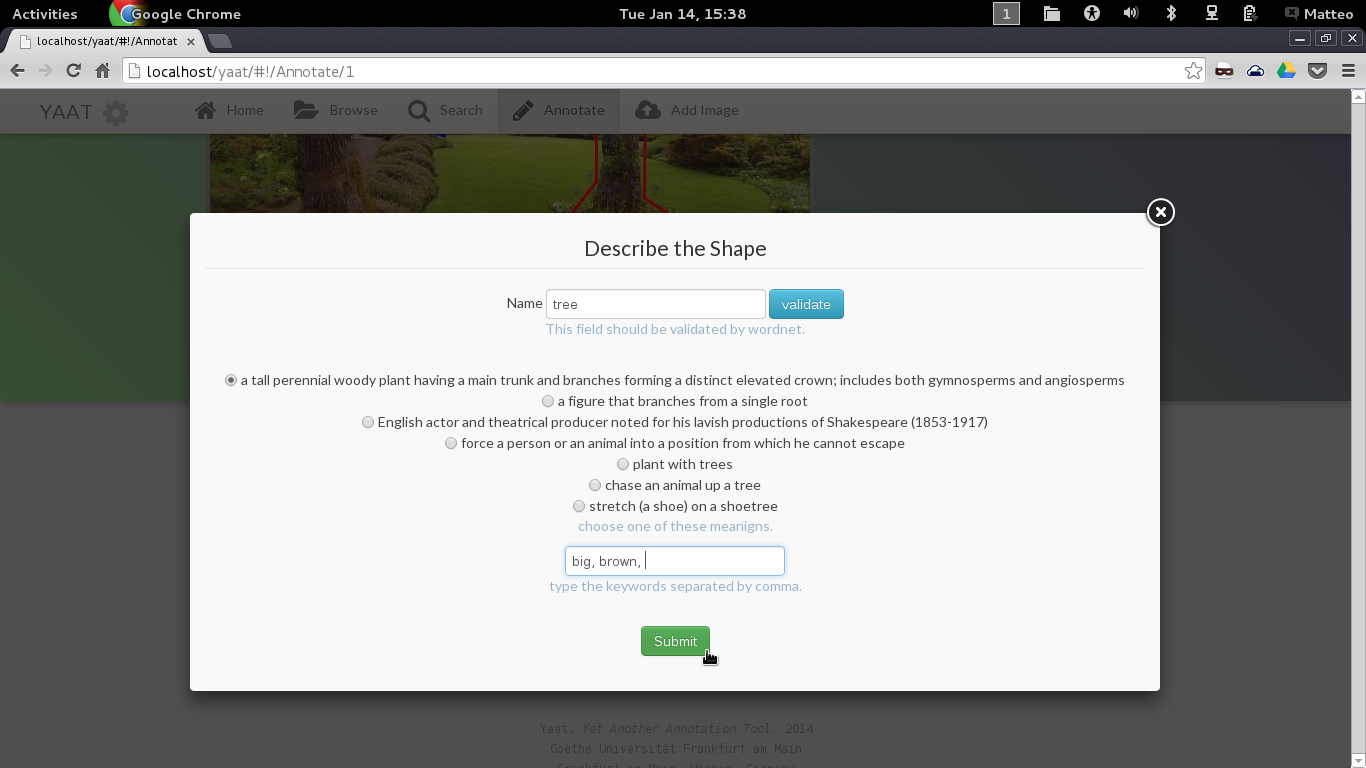 Activities Google Chrome Tue Jan 14, 15:38 1 Matteo
localhost/yaat/#!/Annotat
localhost/yaat/#!/Annotate/1
YAAT Home Browse Search Annotate Add Image
Describe the Shape
Name tree validate
This field should be validated by wordnet.
a tall perennial woody plant having a main trunk and branches forming a distinct elevated crown; includes both gymnosperms and angiosperms
a figure that branches from a single root
English actor and theatrical producer noted for his lavish productions of Shakespeare (1853-1917)
force a person or an animal into a position from which he cannot escape
plant with trees
chase an animal up a tree
stretch (a shoe) on a shoetree
choose one of these meanigns.
big, brown,
type the keywords separated by comma.
Submit
Yaat. Yet Another Annotation Tool. 2014
Goethe Universität Frankfurt am Main
Frankfurt am Main, Hessen, Germany